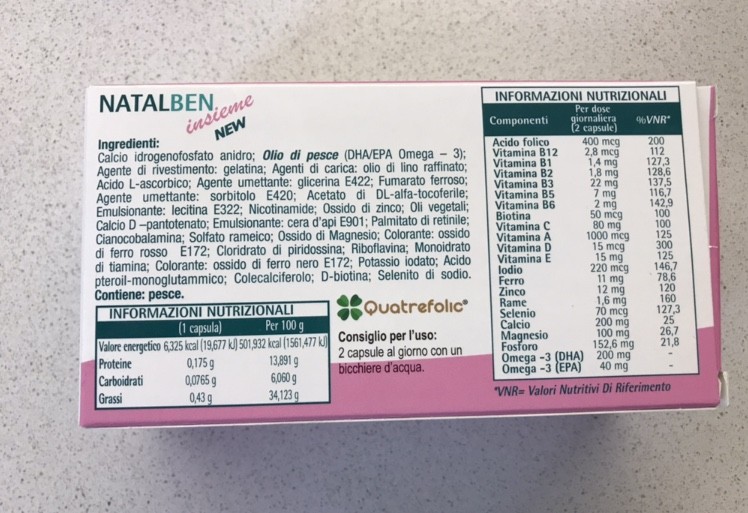 NATALBEN
insieme
NEW
Ingredienti:
Calcio idrogenofosfato anidro; Olio di pesce (DHA/EPA Omega – 3);
Agente di rivestimento: gelatina; Agenti di carica: olio di lino raffinato;
Acido L-ascorbico; Agente umettante: glicerina E422; Fumarato ferroso;
Agente umettante: sorbitolo E420; Acetato di DL-alfa-tocoferile;
Emulsionante: lecitina E322; Nicotinamide; Ossido di zinco; Oli vegetali;
Calcio D –pantotenato; Emulsionante: cera d'api E901; Palmitato di retinile;
Cianocobalamina; Solfato rameico; Ossido di Magnesio; Colorante: ossido
di ferro rosso E172; Cloridrato di piridossina; Riboflavina; Monoidrato
di tiamina; Colorante: ossido di ferro nero E172; Potassio iodato; Acido
pteroil-monoglutammico; Colecalciferolo; D-biotina; Selenito di sodio.
Contiene: pesce.
INFORMAZIONI NUTRIZIONALI
(1 capsula) Per 100 g
Valore energetico 6,325 kcal (19,677 kJ) 501,932 kcal (1561,477 kJ)
Proteine 0,175 g 13,891 g
Carboidrati 0,0765 g 6,060 g
Grassi 0,43 g 34,123 g
Quatrefolic®
Consiglio per l'uso:
2 capsule al giorno con un
bicchiere d'acqua.
INFORMAZIONI NUTRIZIONALI
Componenti Per dose giornaliera (2 capsule) %VNR*
Acido folico 400 mcg 200
Vitamina B12 2,8 mcg 112
Vitamina B1 1,4 mg 127,3
Vitamina B2 1,8 mg 128,6
Vitamina B3 22 mg 137,5
Vitamina B5 7 mg 116,7
Vitamina B6 2 mg 142,9
Biotina 50 mcg 100
Vitamina C 80 mg 100
Vitamina A 1000 mcg 125
Vitamina D 15 mcg 300
Vitamina E 15 mg 125
Iodio 220 mcg 146,7
Ferro 11 mg 78,6
Zinco 12 mg 120
Rame 1,6 mg 160
Selenio 70 mcg 127,3
Calcio 200 mg 25
Magnesio 100 mg 26,7
Fosforo 152,6 mg 21,8
Omega -3 (DHA) 200 mg -
Omega -3 (EPA) 40 mg -
*VNR= Valori Nutritivi Di Riferimento